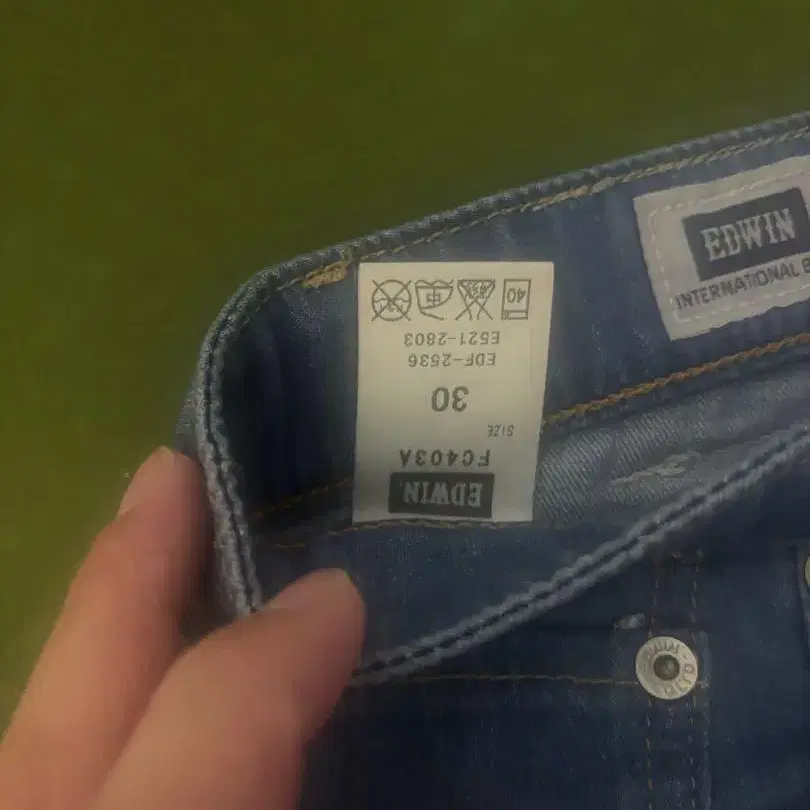 EDWIN
INTERNATIONAL B
EDWIN.
FC403A
SIZE
30
EDF-2536
E521-2803
40